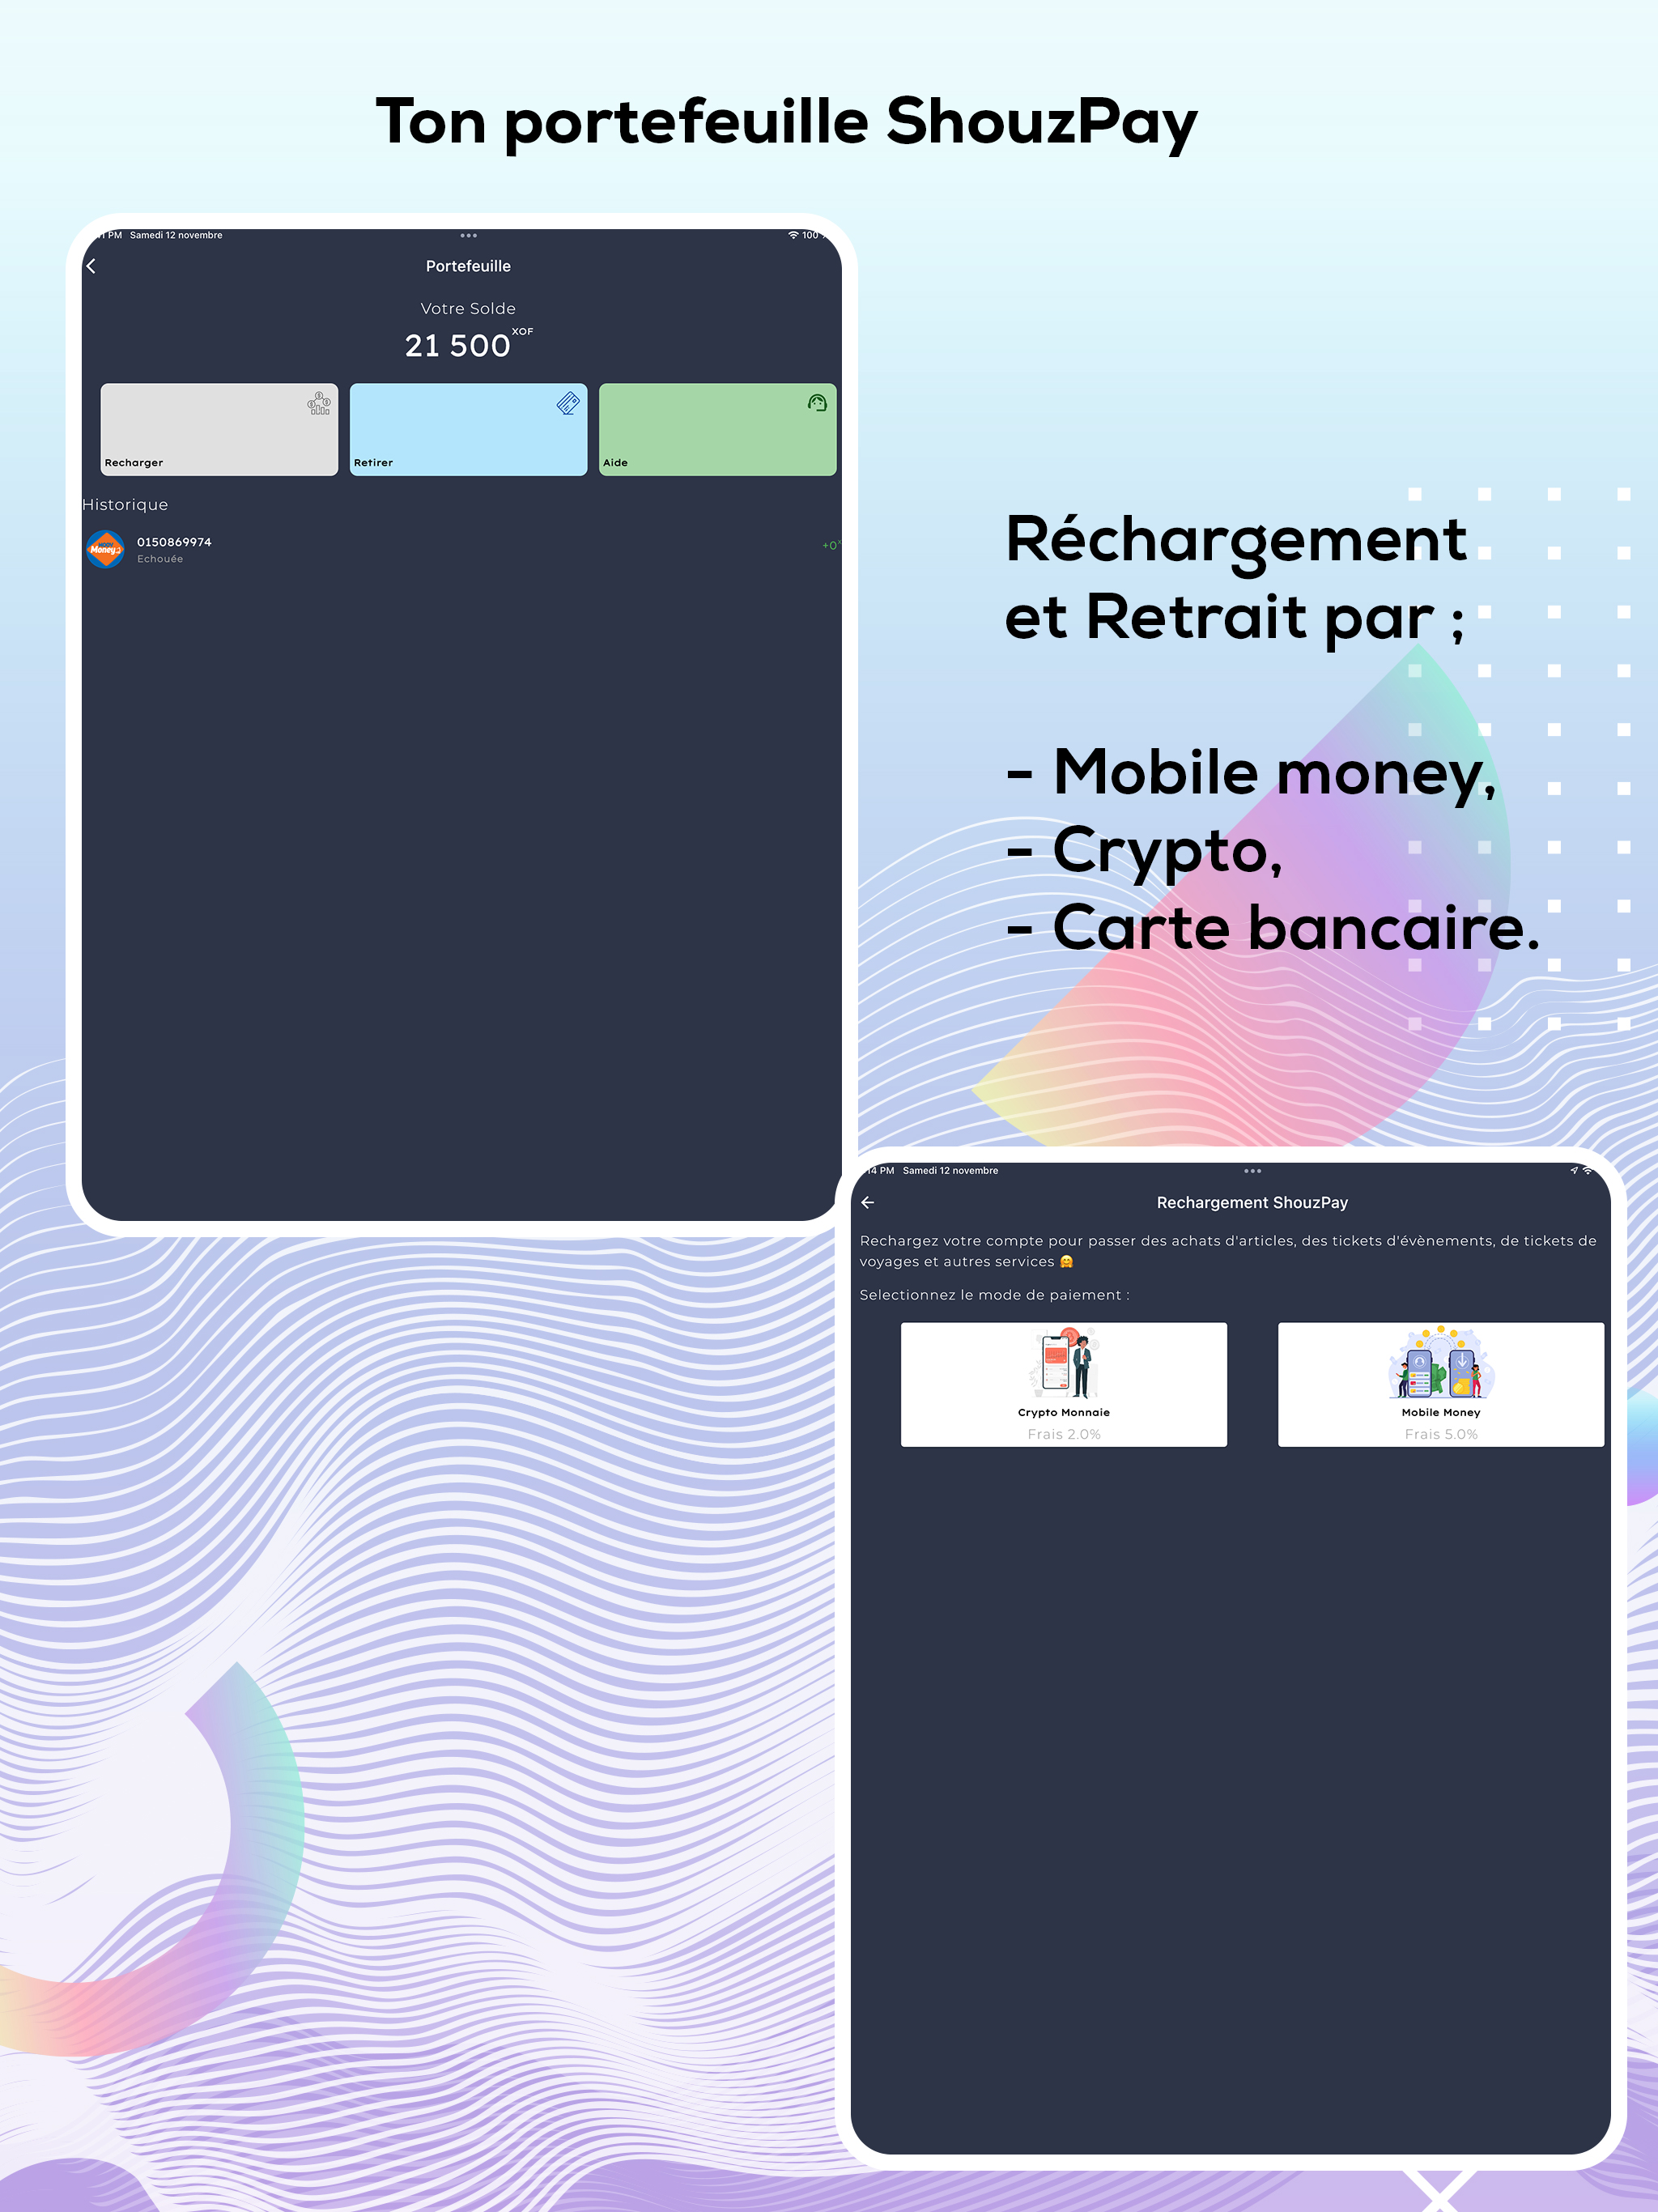 Ton portefeuille ShouzPay
PM Samedi 12 novembre
100
Portefeuille
Votre Solde
21 500 XOF
Recharger
Retirer
Aide
Historique
Money
0150869974
Echouée
+0
Réchargement
et Retrait par ;
- Mobile money,
- Crypto,
- Carte bancaire.
14 PM Samedi 12 novembre
Rechargement ShouzPay
Rechargez votre compte pour passer des achats d'articles, des tickets d'évènements, de tickets de
voyages et autres services 🤗
Selectionnez le mode de paiement :
Crypto Monnaie
Frais 2.0%
Mobile Money
Frais 5.0%